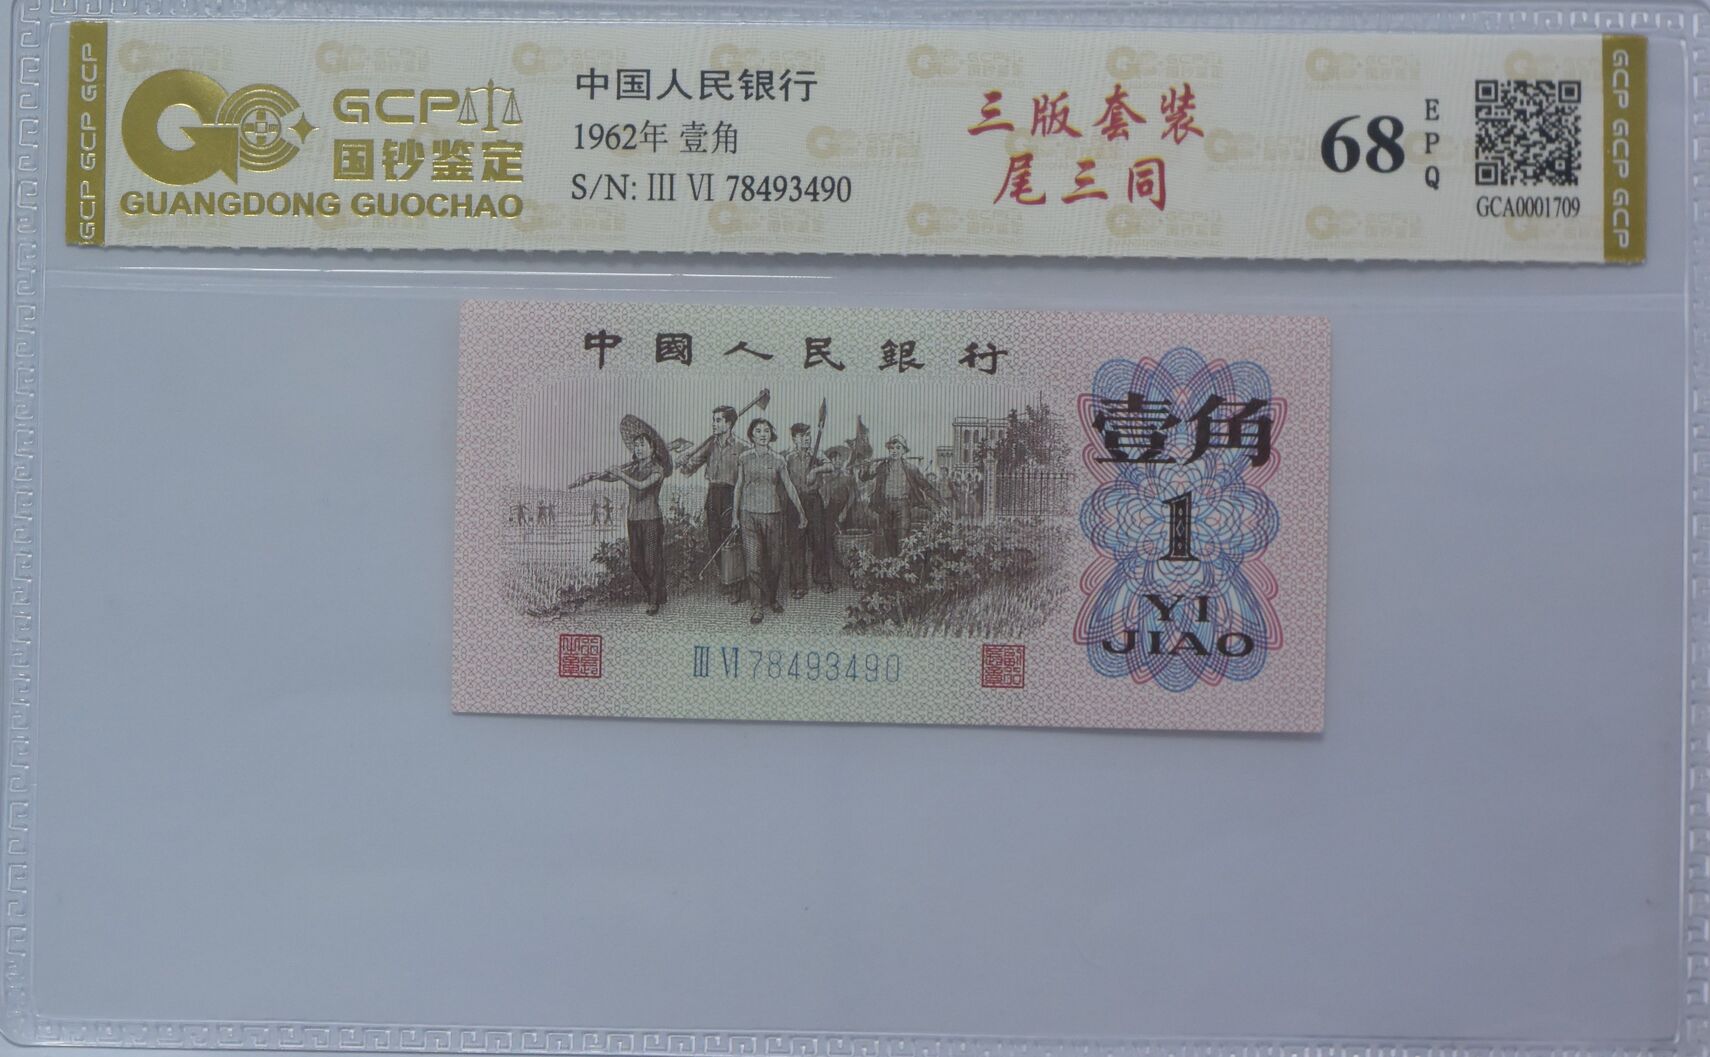 GCP
国钞鉴定
GUANGDONG GUOCHAO
中国人民银行
1962年 壹角
S/N: III VI 78493490
三版套装
尾三同
68
EPQ
GCA0001709
GCP GCP GCP
GCP GCP GCP
中國人民銀行
壹角
1
YI
JIAO
III VI 78493490